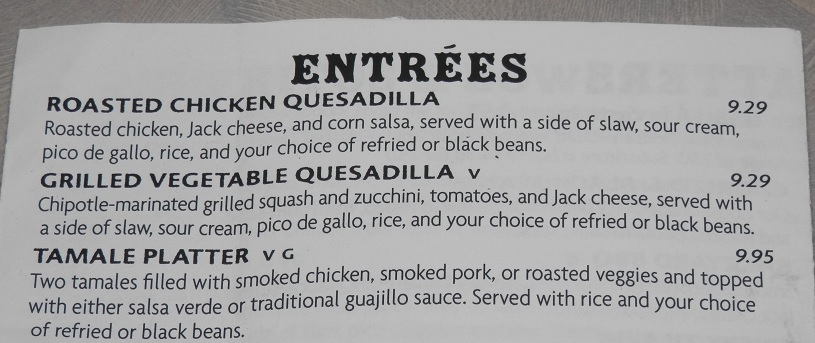 ENTRÉES
ROASTED CHICKEN QUESADILLA 9.29
Roasted chicken, Jack cheese, and corn salsa, served with a side of slaw, sour cream,
pico de gallo, rice, and your choice of refried or black beans.
GRILLED VEGETABLE QUESADILLA V 9.29
Chipotle-marinated grilled squash and zucchini, tomatoes, and Jack cheese, served with
a side of slaw, sour cream, pico de gallo, rice, and your choice of refried or black beans.
TAMALE PLATTER V G 9.95
Two tamales filled with smoked chicken, smoked pork, or roasted veggies and topped
with either salsa verde or traditional guajillo sauce. Served with rice and your choice
of refried or black beans.